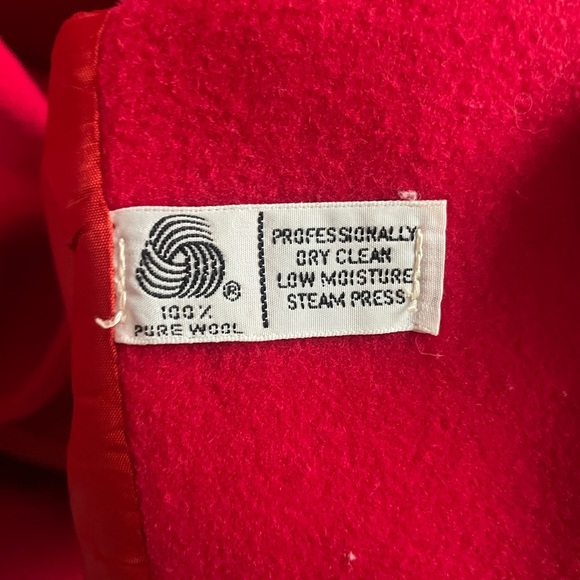 ®
100%
PURE WOOL
PROFESSIONALLY
DRY CLEAN
LOW MOISTURE
STEAM PRESS